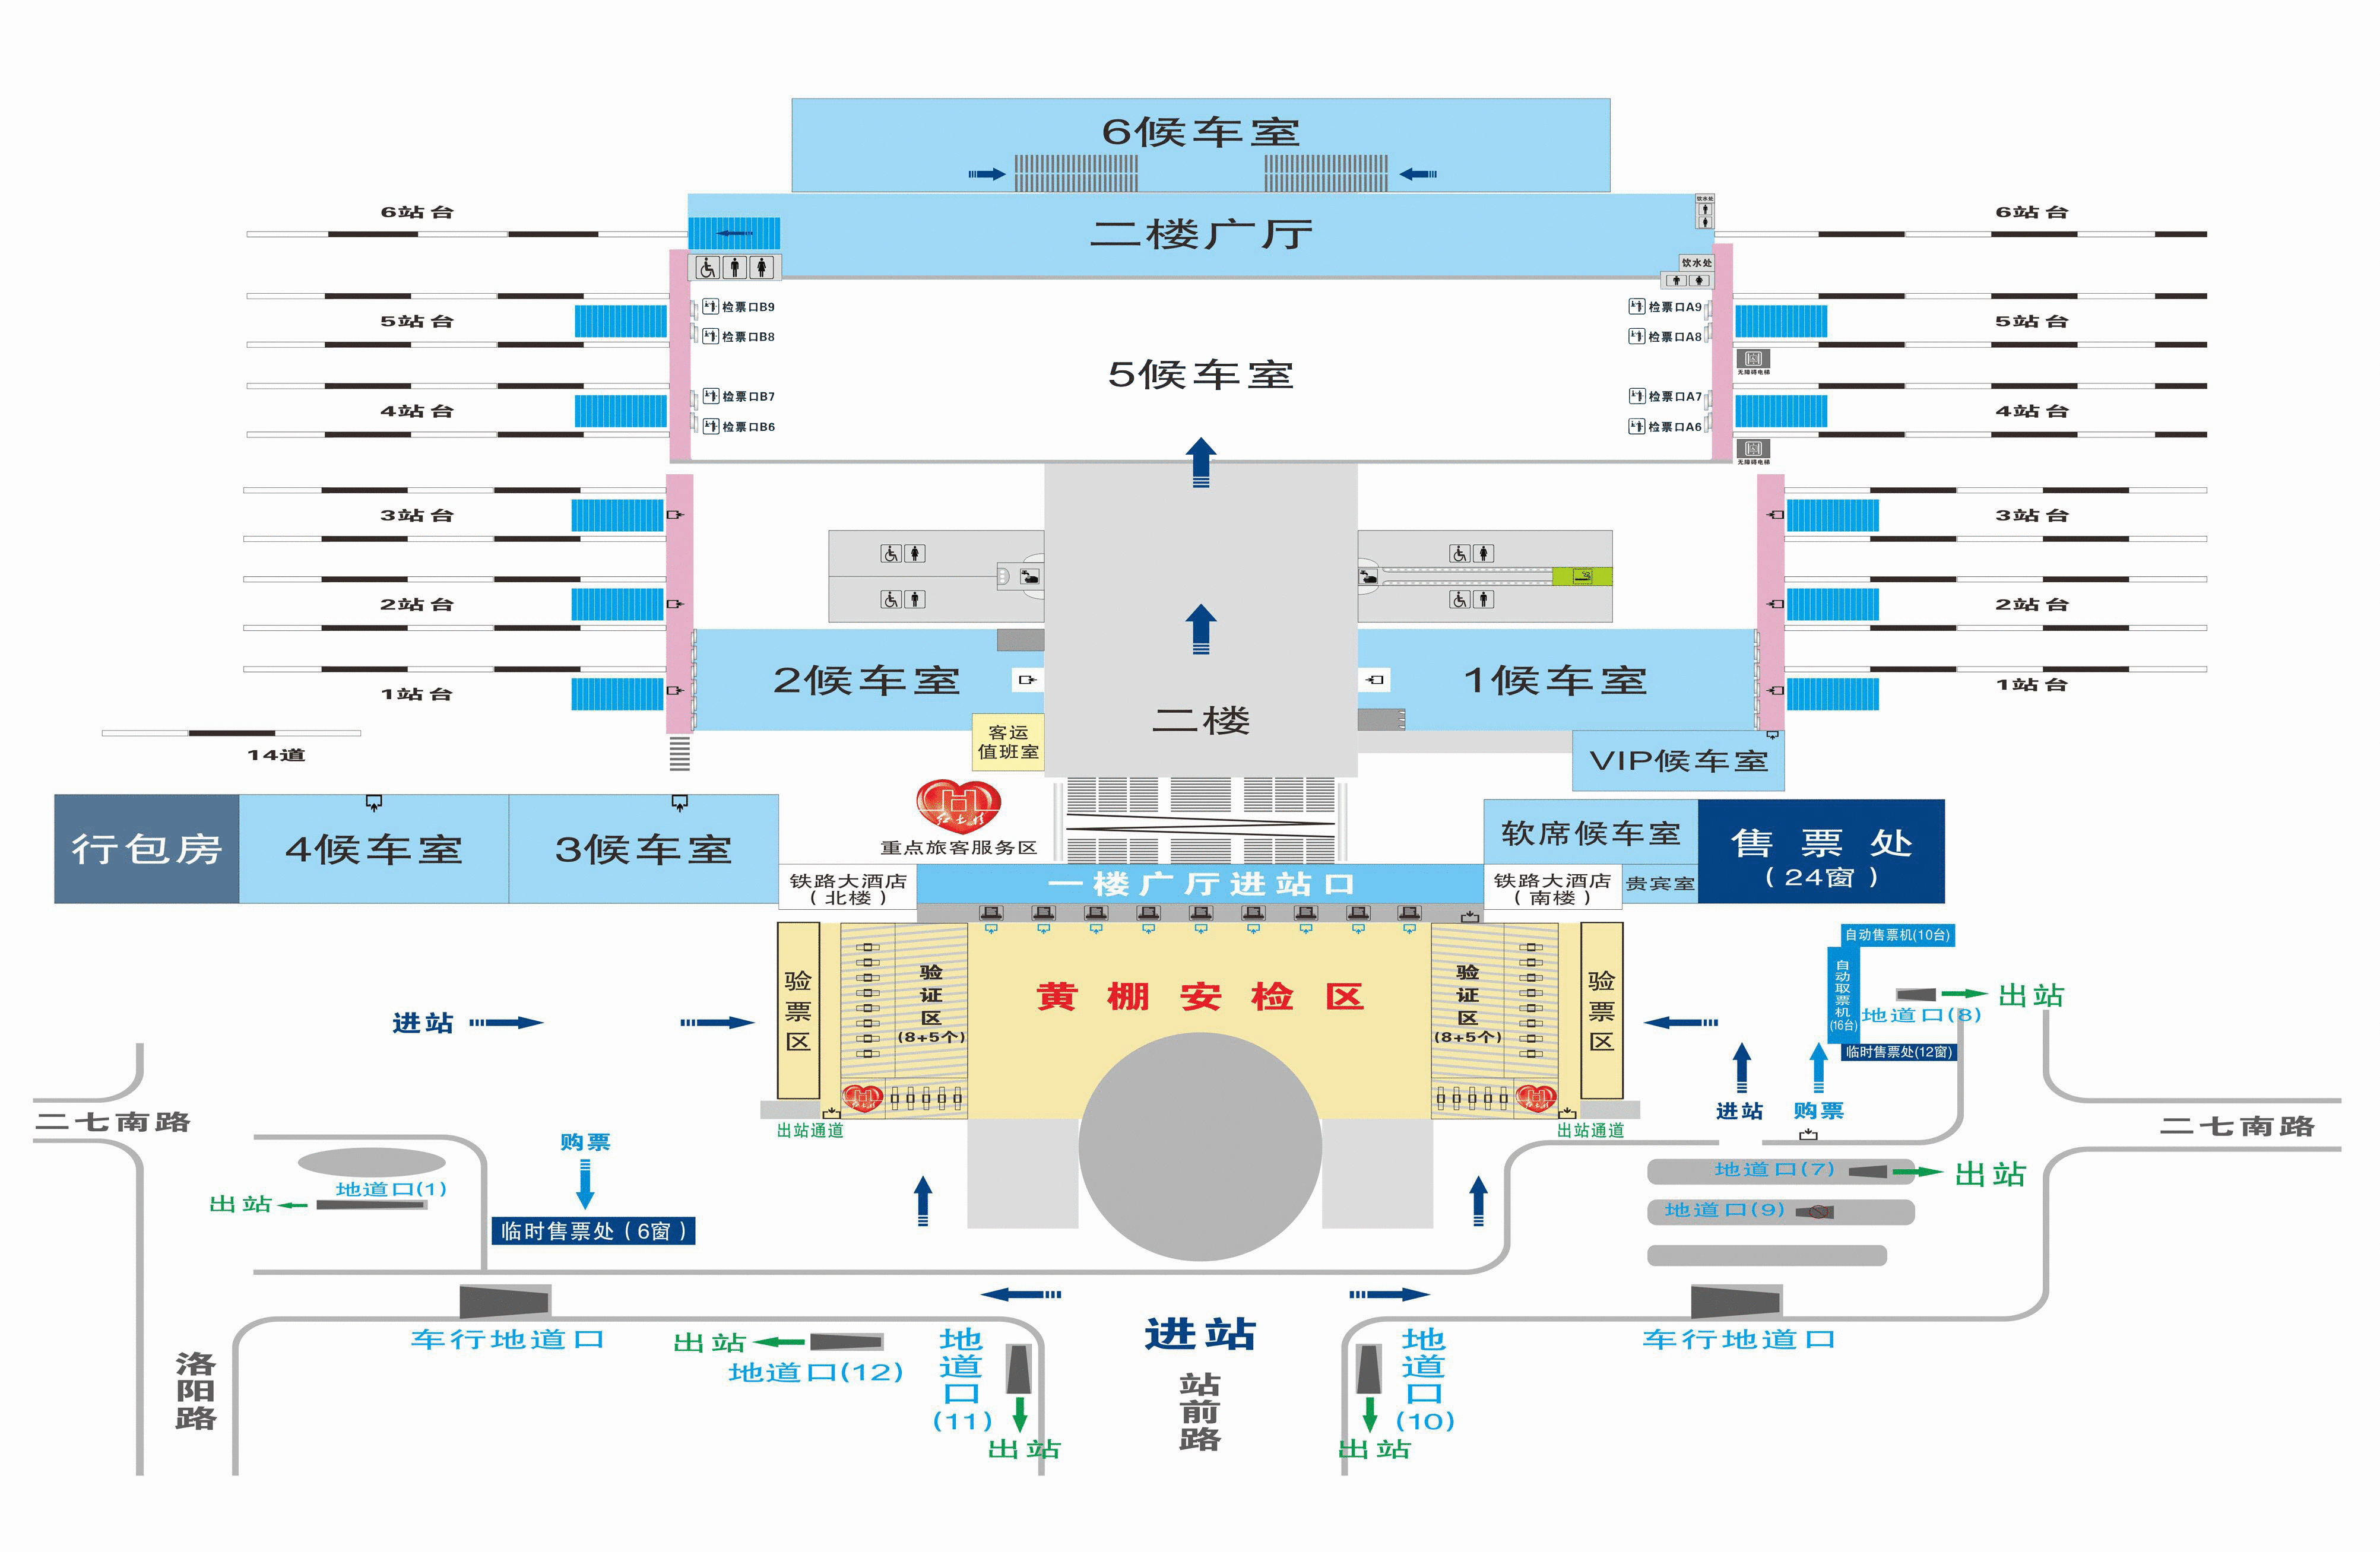 6候车室
6站台
二楼广厅
饮水处
6站台
饮水处
检票口B9
检票口A9
5站台
检票口B8
检票口A8
5站台
无障碍电梯
5候车室
检票口B7
检票口A7
4站台
4站台
检票口B6
检票口A6
无障碍电梯
3站台
3站台
2站台
2站台
2候车室
1候车室
1站台
1站台
二楼
客运
值班室
14道
VIP候车室
红土情
重点旅客服务区
行包房
4候车室
3候车室
软席候车室
售票处
(24窗)
铁路大酒店
(北楼)
一楼广厅进站口
铁路大酒店
(南楼)
贵宾室
自动售票机(10台)
验票区
验证区
(8+5个)
黄棚安检区
验证区
(8+5个)
验票区
自动取票机
(16台)
出站
地道口(8)
进站
临时售票处(12窗)
进站
购票
二七南路
出站通道
出站通道
二七南路
购票
地道口(1)
出站
临时售票处(6窗)
地道口(7)
出站
地道口(9)
车行地道口
出站
地道口(12)
地道口
(11)
出站
进站
站前路
地道口
(10)
出站
车行地道口
洛阳路